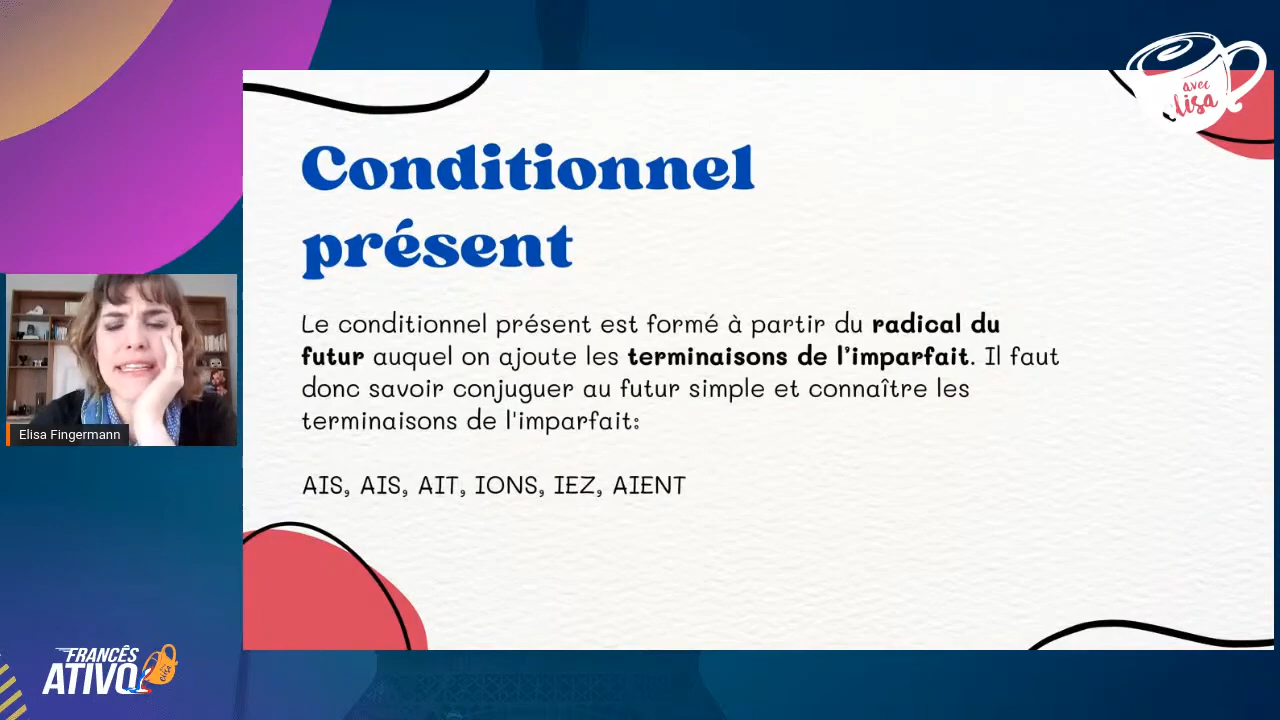 avec
elisa
Conditionnel
présent
Le conditionnel présent est formé à partir du radical du
futur auquel on ajoute les terminaisons de l'imparfait. Il faut
donc savoir conjuguer au futur simple et connaître les
terminaisons de l'imparfait:
AIS, AIS, AIT, IONS, IEZ, AIENT
Elisa Fingermann
FRANCÊS
ATIVO